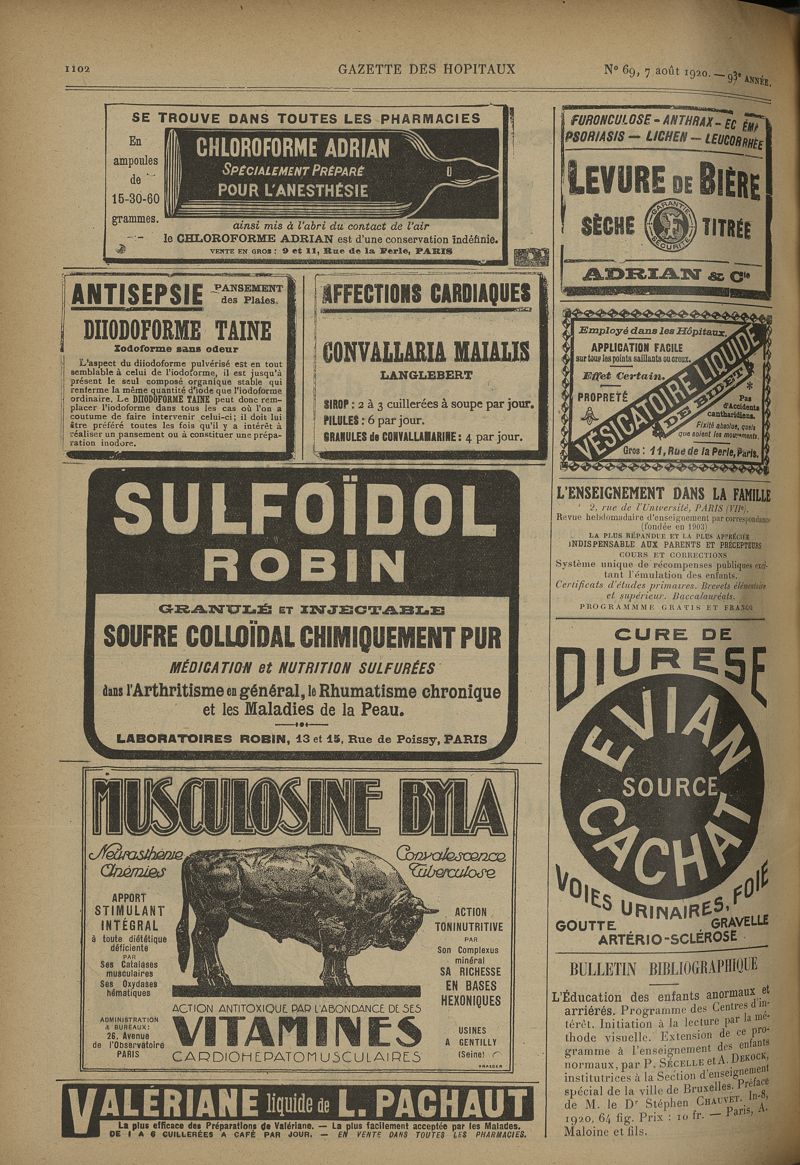 1102
GAZETTE DES HOPITAUX
N° 69, 7 août 1920. — 93e ANNÉE.
SE TROUVE DANS TOUTES LES PHARMACIES
En
ampoules
de
15-30-60
grammes.
CHLOROFORME ADRIAN
SPÉCIALEMENT PRÉPARÉ
POUR L'ANESTHÉSIE
ainsi mis à l'abri du contact de l'air
le CHLOROFORME ADRIAN est d'une conservation indéfinie.
VENTE EN GROS : 9 et 11, Rue de la Perle, PARIS
ANTISEPSIE PANSEMENT
des Plaies.
DIIODOFORME TAINE
Iodoforme sans odeur
L'aspect du diiodoforme pulvérisé est en tout
semblable à celui de l'iodoforme, il est jusqu'à
présent le seul composé organique stable qui
renferme la même quantité d'iode que l'iodoforme
ordinaire. Le DIIODOFORME TAINE peut donc rem-
placer l'iodoforme dans tous les cas où l'on a
coutume de faire intervenir celui-ci; il doit lui
être préféré toutes les fois qu'il y a intérêt à
réaliser un pansement ou à constituer une prépa-
ration inodore.
AFFECTIONS CARDIAQUES
CONVALLARIA MAIALIS
LANGLEBERT
SIROP : 2 à 3 cuillerées à soupe par jour.
PILULES : 6 par jour.
GRANULES de CONVALLAMARINE : 4 par jour.
SULFOÏDOL
ROBIN
GRANULÉ ET INJECTABLE
SOUFRE COLLOÏDAL CHIMIQUEMENT PUR
MÉDICATION et NUTRITION SULFURÉES
dans l'Arthritisme en général, le Rhumatisme chronique
et les Maladies de la Peau.
LABORATOIRES ROBIN, 13 et 15, Rue de Poissy, PARIS
MUSCULOSINE BYLA
Neurasthénie
Anémies
Convalescence
Tuberculose
APPORT
STIMULANT
INTÉGRAL
à toute diététique
déficiente
PAR
Ses Catalases
musculaires
Ses Oxydases
hématiques
ADMINISTRATION
& BUREAUX:
26, Avenue
de l'Observatoire
PARIS
ACTION
TONINUTRITIVE
PAR
Son Complexus
minéral
SA RICHESSE
EN BASES
HEXONIQUES
USINES
A GENTILLY
(Seine)
ACTION ANTITOXIQUE PAR L'ABONDANCE DE SES
VITAMINES
CARDIOHEPATOMUSCULAIRES
VALÉRIANE liquide de L. PACHAUT
La plus efficace des Préparations de Valériane. — La plus facilement acceptée par les Malades.
DE 1 A 6 CUILLERÉES A CAFÉ PAR JOUR. — EN VENTE DANS TOUTES LES PHARMACIES.
FURONCULOSE - ANTHRAX - EC ÉMA
PSORIASIS — LICHEN — LEUCORRHÉE
LEVURE DE BIÈRE
SÈCHE
GARANTIE
SÉCURITÉ
TITRÉE
ADRIAN & Cie
Employé dans les Hôpitaux.
APPLICATION FACILE
sur tous les points saillants ou creux.
Effet Certain.
PROPRETÉ
VÉSICATOIRE LIQUIDE
DE BIDET
Pas
d'Accidents
cantharidiens.
Fixité absolue, quels
que soient les mouvements.
Gros : 11, Rue de la Perle, Paris.
L'ENSEIGNEMENT DANS LA FAMILLE
2, rue de l'Université, PARIS (VIIe).
Revue hebdomadaire d'enseignement par correspondance
(fondée en 1903)
LA PLUS RÉPANDUE ET LA PLUS APPRÉCIÉE
INDISPENSABLE AUX PARENTS ET PRÉCEPTEURS
COURS ET CORRECTIONS
Système unique de récompenses publiques exci-
tant l'émulation des enfants.
Certificats d'études primaires. Brevets élémentaire
et supérieur. Baccalauréats.
PROGRAMMME GRATIS ET FRANCO
CURE DE
DIURESE
EVIAN
SOURCE
CACHAT
VOIES URINAIRES, FOIE
GOUTTE GRAVELLE
ARTÉRIO-SCLÉROSE
BULLETIN BIBLIOGRAPHIQUE
L'Éducation des enfants anormaux et
arriérés. Programme des Centres d'in-
térêt. Initiation à la lecture par la mé-
thode visuelle. Extension de ce pro-
gramme à l'enseignement des enfants
normaux, par P. SÉCELLE et A. DEKOCK,
institutrices à la Section d'enseignement
spécial de la ville de Bruxelles. Préface
de M. le Dr Stéphen CHAUVET. In-8,
1920, 64 fig. Prix : 10 fr. — Paris, A.
Maloine et fils.